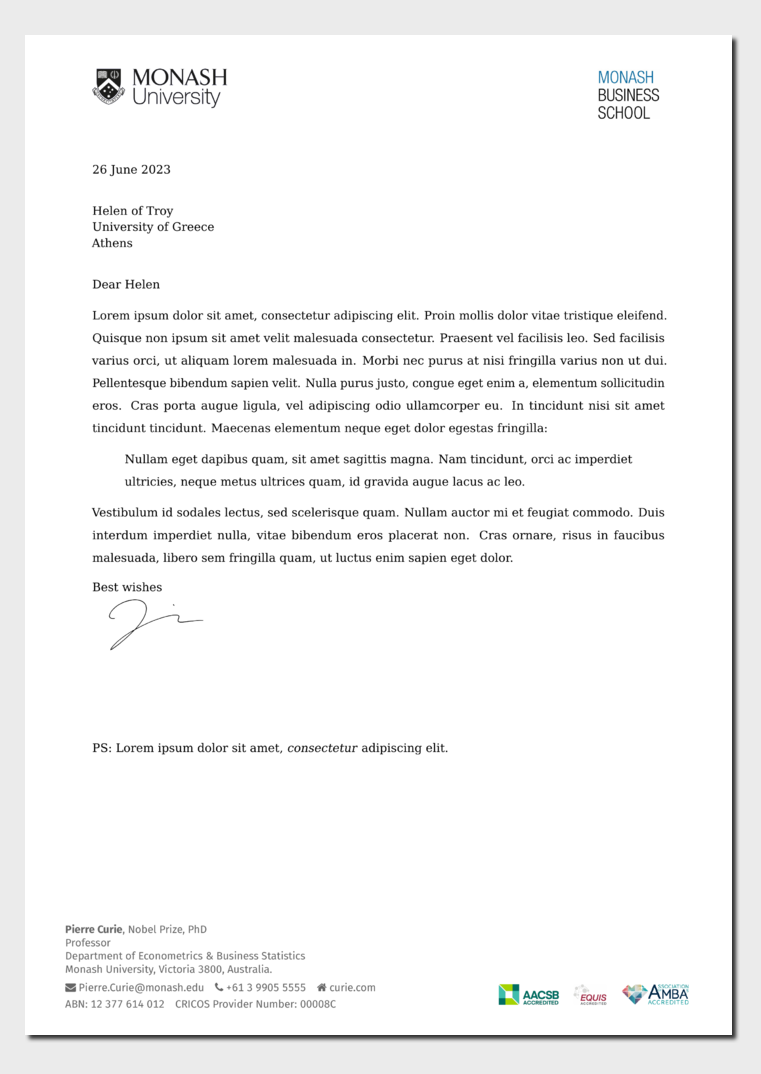 MONASH
University
MONASH
BUSINESS
SCHOOL
26 June 2023
Helen of Troy
University of Greece
Athens
Dear Helen
Lorem ipsum dolor sit amet, consectetur adipiscing elit. Proin mollis dolor vitae tristique eleifend.
Quisque non ipsum sit amet velit malesuada consectetur. Praesent vel facilisis leo. Sed facilisis
varius orci, ut aliquam lorem malesuada in. Morbi nec purus at nisi fringilla varius non ut dui.
Pellentesque bibendum sapien velit. Nulla purus justo, congue eget enim a, elementum sollicitudin
eros. Cras porta augue ligula, vel adipiscing odio ullamcorper eu. In tincidunt nisi sit amet
tincidunt tincidunt. Maecenas elementum neque eget dolor egestas fringilla:
Nullam eget dapibus quam, sit amet sagittis magna. Nam tincidunt, orci ac imperdiet
ultricies, neque metus ultrices quam, id gravida augue lacus ac leo.
Vestibulum id sodales lectus, sed scelerisque quam. Nullam auctor mi et feugiat commodo. Duis
interdum imperdiet nulla, vitae bibendum eros placerat non. Cras ornare, risus in faucibus
malesuada, libero sem fringilla quam, ut luctus enim sapien eget dolor.
Best wishes
PS: Lorem ipsum dolor sit amet, consectetur adipiscing elit.
Pierre Curie, Nobel Prize, PhD
Professor
Department of Econometrics & Business Statistics
Monash University, Victoria 3800, Australia.
Pierre.Curie@monash.edu +61 3 9905 5555 curie.com
ABN: 12 377 614 012 CRICOS Provider Number: 00008C
AACSB
ACCREDITED
EQUIS
ACCREDITED
ASSOCIATION
AMBA
ACCREDITED